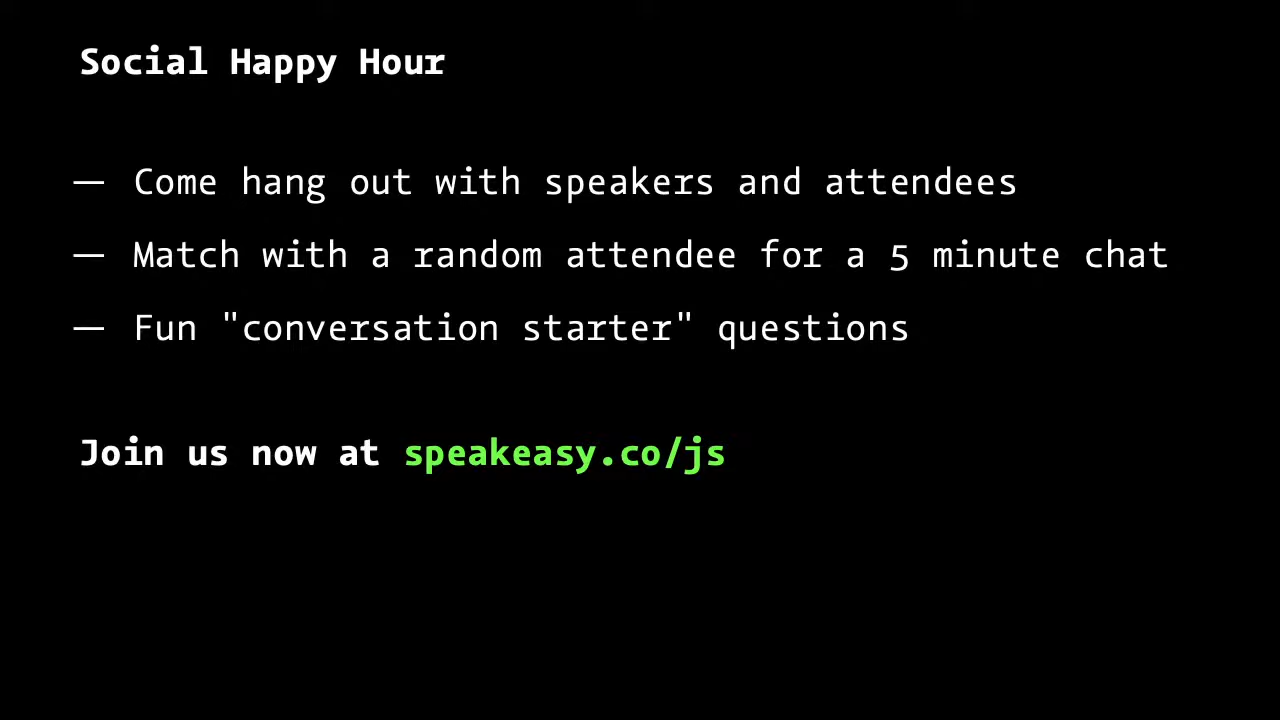 Social Happy Hour
— Come hang out with speakers and attendees
— Match with a random attendee for a 5 minute chat
— Fun "conversation starter" questions
Join us now at speakeasy.co/js